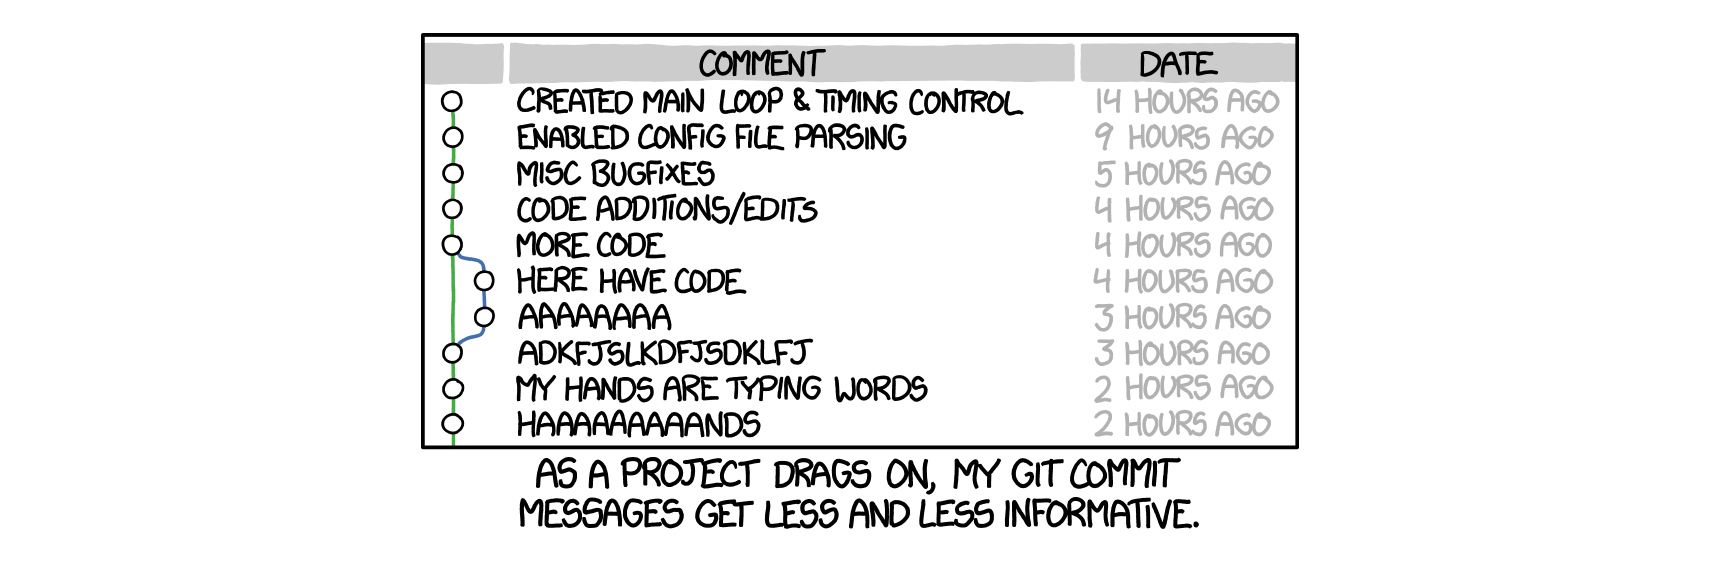 COMMENT DATE
CREATED MAIN LOOP & TIMING CONTROL 14 HOURS AGO
ENABLED CONFIG FILE PARSING 9 HOURS AGO
MISC BUGFIXES 5 HOURS AGO
CODE ADDITIONS/EDITS 4 HOURS AGO
MORE CODE 4 HOURS AGO
HERE HAVE CODE 4 HOURS AGO
AAAAAAAA 3 HOURS AGO
ADKFJSLKDFJSDKLFJ 3 HOURS AGO
MY HANDS ARE TYPING WORDS 2 HOURS AGO
HAAAAAAAAANDS 2 HOURS AGO
AS A PROJECT DRAGS ON, MY GIT COMMIT
MESSAGES GET LESS AND LESS INFORMATIVE.